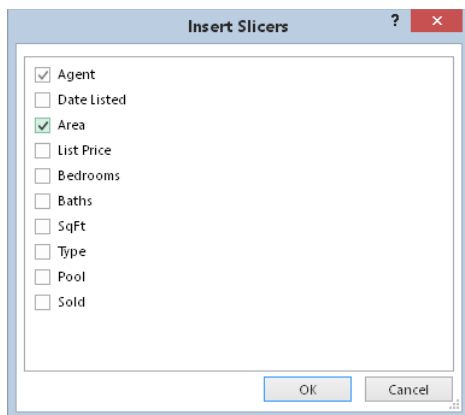 Insert Slicers ?
Agent
Date Listed
Area
List Price
Bedrooms
Baths
SqFt
Type
Pool
Sold
OK Cancel